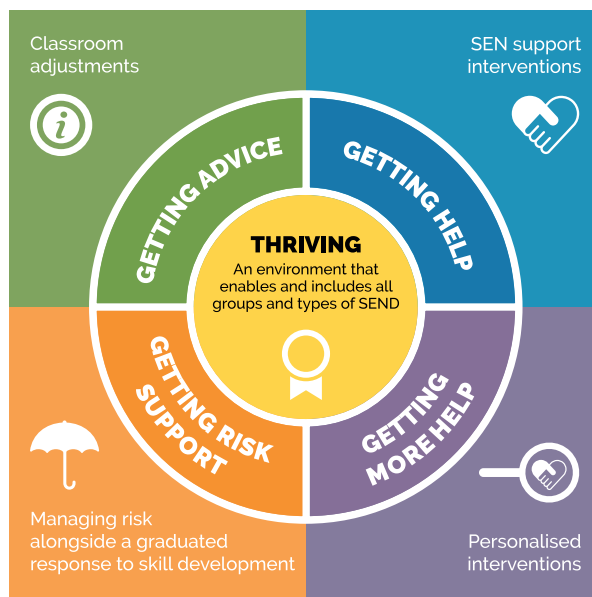 Classroom
adjustments
SEN support
interventions
GETTING ADVICE
GETTING HELP
THRIVING
An environment that
enables and includes all
groups and types of SEND
GETTING RISK
SUPPORT
GETTING
MORE HELP
Managing risk
alongside a graduated
response to skill development
Personalised
interventions